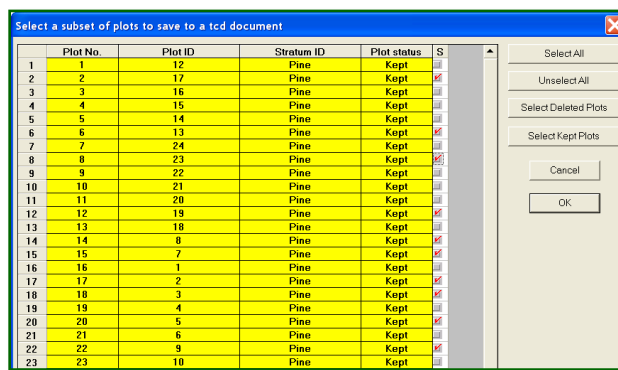 Select a subset of plots to save to a tcd document
Plot No. Plot ID Stratum ID Plot status S
1 1 12 Pine Kept
2 2 17 Pine Kept
3 3 16 Pine Kept
4 4 15 Pine Kept
5 5 14 Pine Kept
6 6 13 Pine Kept
7 7 24 Pine Kept
8 8 23 Pine Kept
9 9 22 Pine Kept
10 10 21 Pine Kept
11 11 20 Pine Kept
12 12 19 Pine Kept
13 13 18 Pine Kept
14 14 8 Pine Kept
15 15 7 Pine Kept
16 16 1 Pine Kept
17 17 2 Pine Kept
18 18 3 Pine Kept
19 19 4 Pine Kept
20 20 5 Pine Kept
21 21 6 Pine Kept
22 22 9 Pine Kept
23 23 10 Pine Kept
Select All
Unselect All
Select Deleted Plots
Select Kept Plots
Cancel
OK